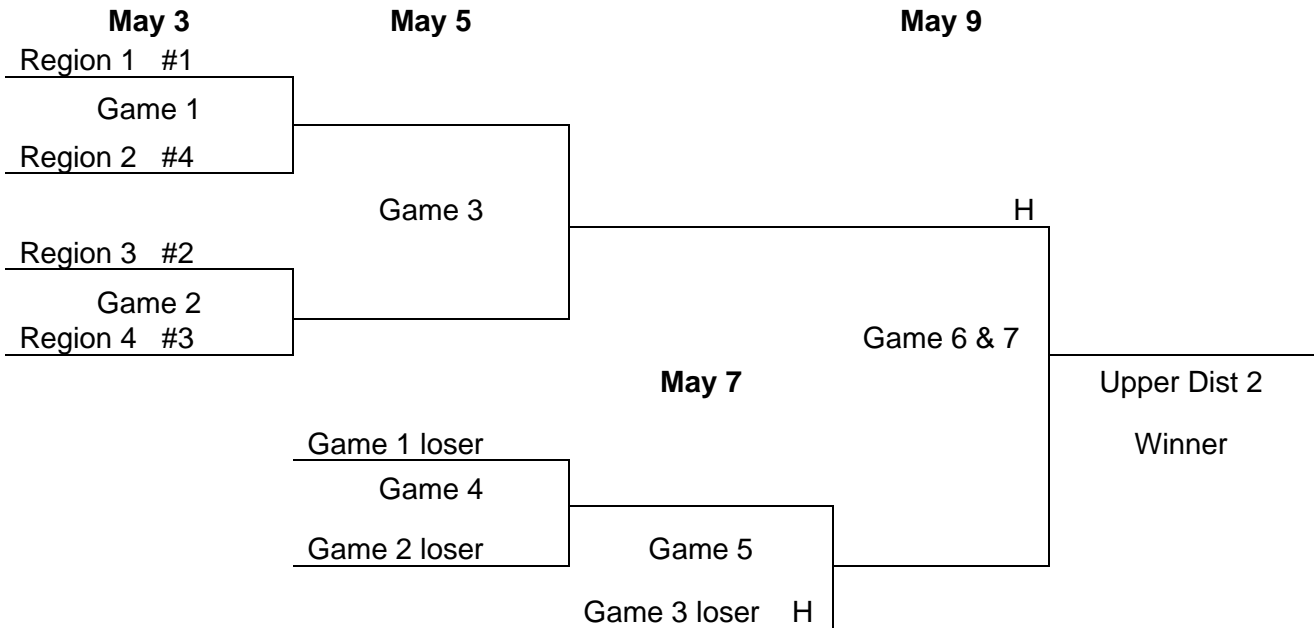 May 3 May 5 May 9
Region 1 #1
Game 1
Region 2 #4
Game 3 H
Region 3 #2
Game 2
Region 4 #3 Game 6 & 7
May 7 Upper Dist 2
Game 1 loser Winner
Game 4
Game 2 loser Game 5
Game 3 loser H